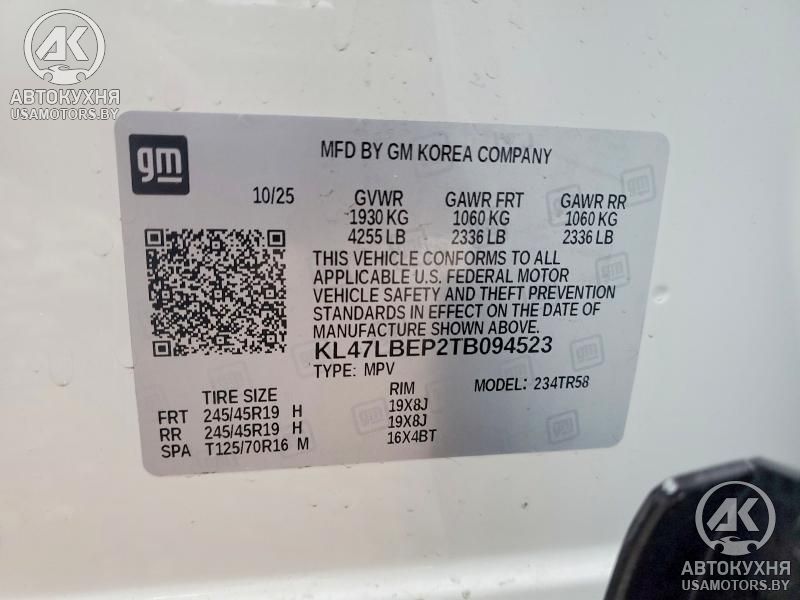 AK
АВТОКУХНЯ
USAMOTORS.BY
gm
MFD BY GM KOREA COMPANY
10/25 GVWR GAWR FRT GAWR RR
1930 KG 1060 KG 1060 KG
4255 LB 2336 LB 2336 LB
THIS VEHICLE CONFORMS TO ALL
APPLICABLE U.S. FEDERAL MOTOR
VEHICLE SAFETY AND THEFT PREVENTION
STANDARDS IN EFFECT ON THE DATE OF
MANUFACTURE SHOWN ABOVE.
KL47LBEP2TB094523
TYPE: MPV MODEL: 234TR58
TIRE SIZE RIM
FRT 245/45R19 H 19X8J
RR 245/45R19 H 19X8J
SPA T125/70R16 M 16X4BT
AK
АВТОКУХНЯ
USAMOTORS.BY